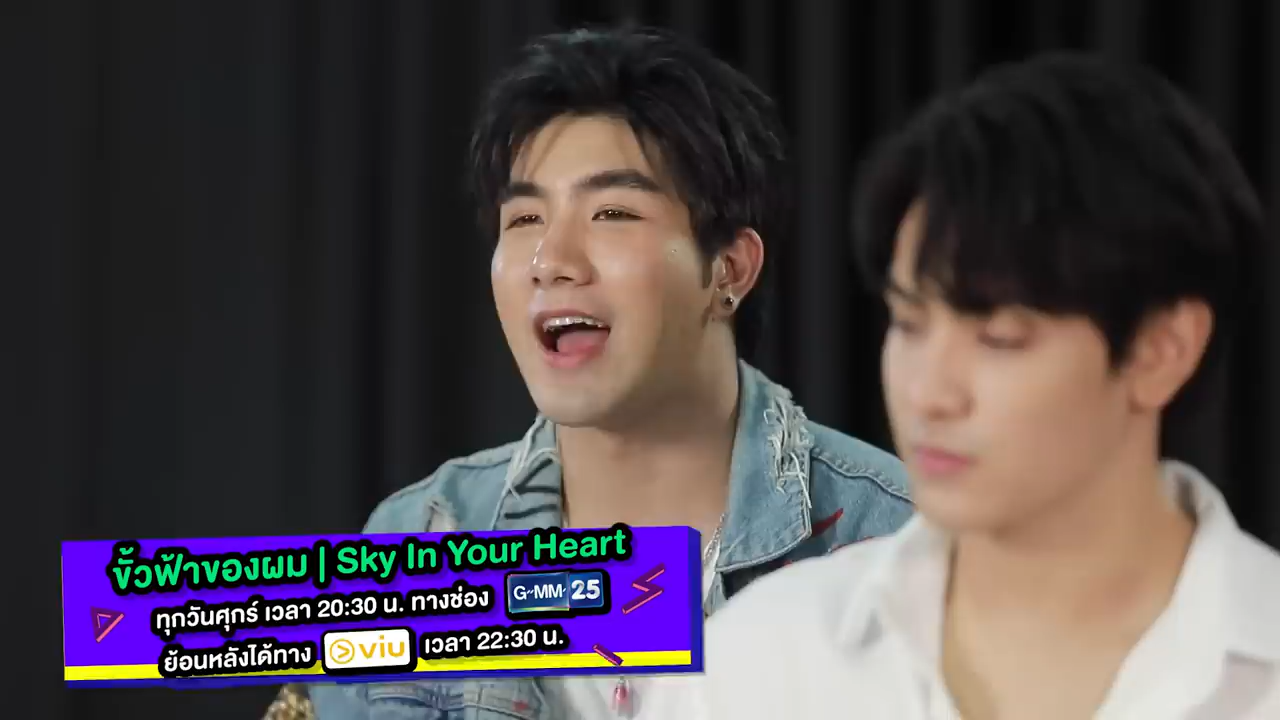 ขั้วฟ้าของผม | Sky In Your Heart
ทุกวันศุกร์ เวลา 20:30 น. ทางช่อง GMM 25
ย้อนหลังได้ทาง viu เวลา 22:30 น.